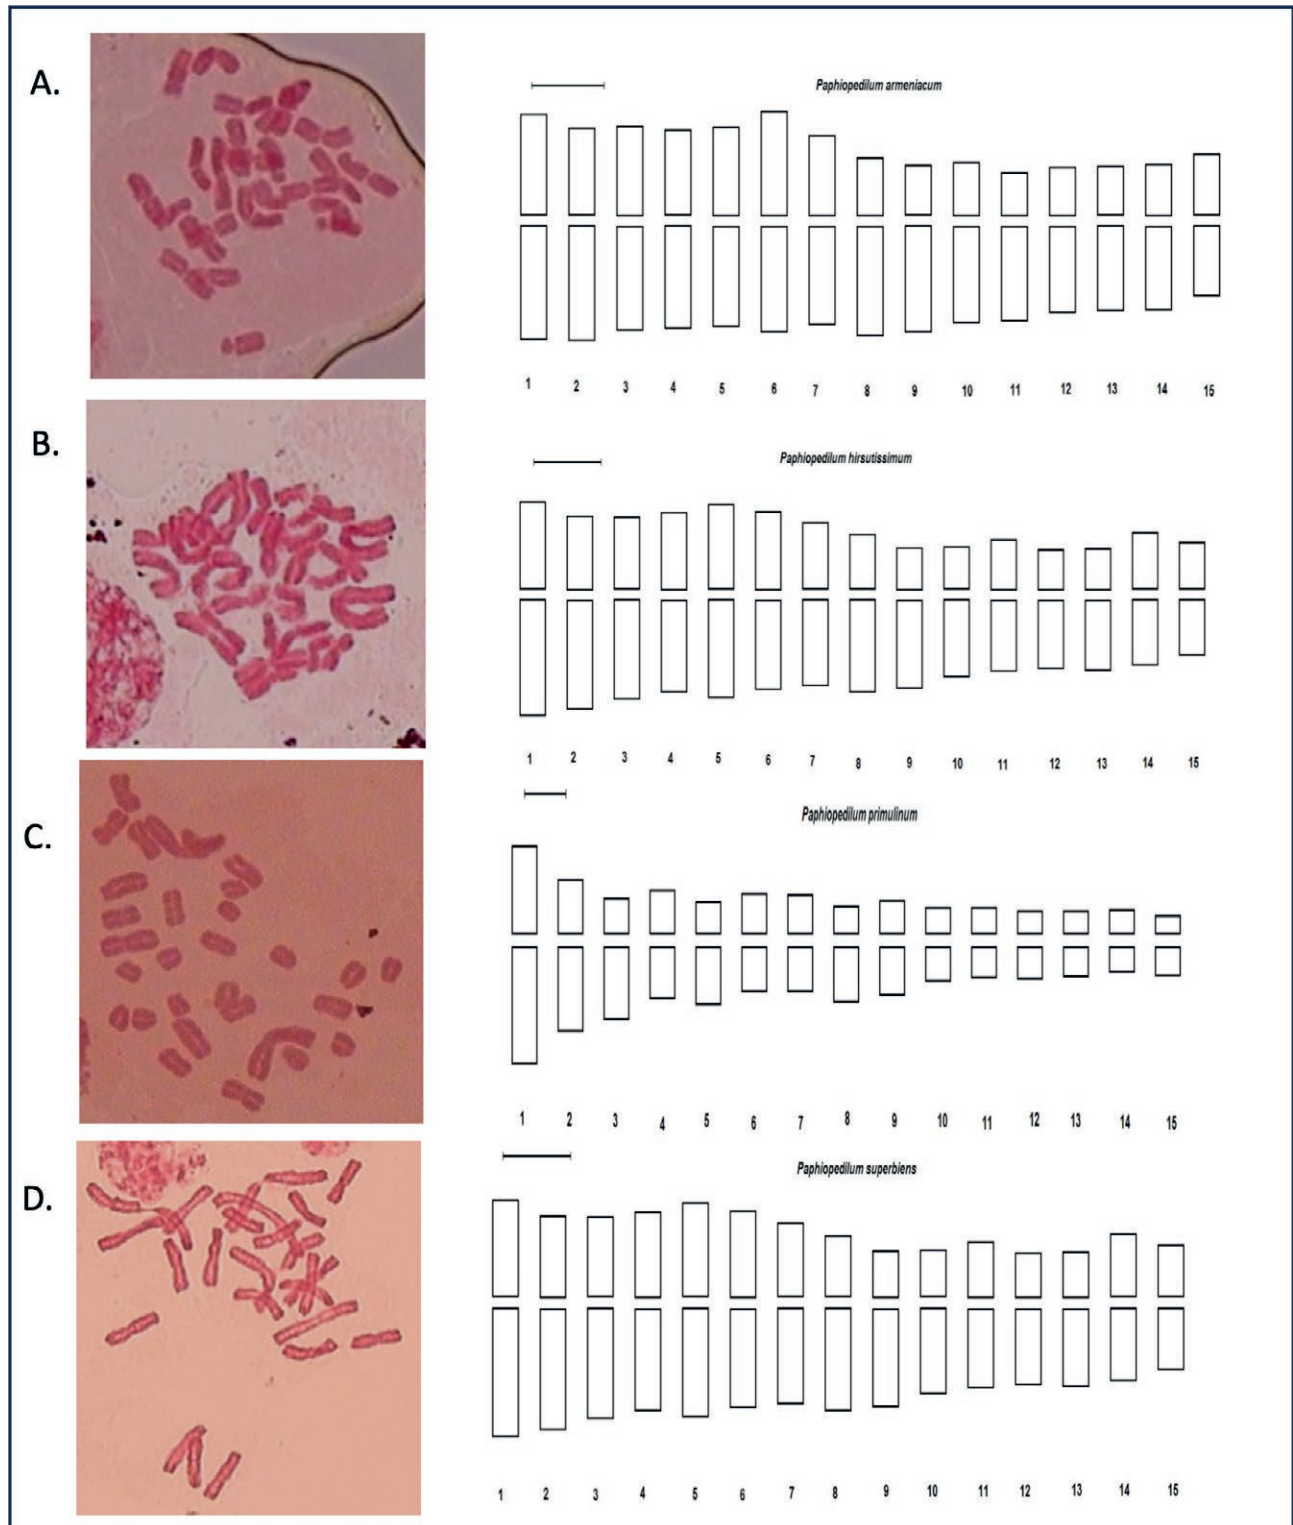 A.
Paphiopedilum armeniacum
1 2 3 4 5 6 7 8 9 10 11 12 13 14 15
B.
Paphiopedilum hirsutissimum
1 2 3 4 5 6 7 8 9 10 11 12 13 14 15
C.
Paphiopedilum primulinum
1 2 3 4 5 6 7 8 9 10 11 12 13 14 15
D.
Paphiopedilum superbiens
1 2 3 4 5 6 7 8 9 10 11 12 13 14 15